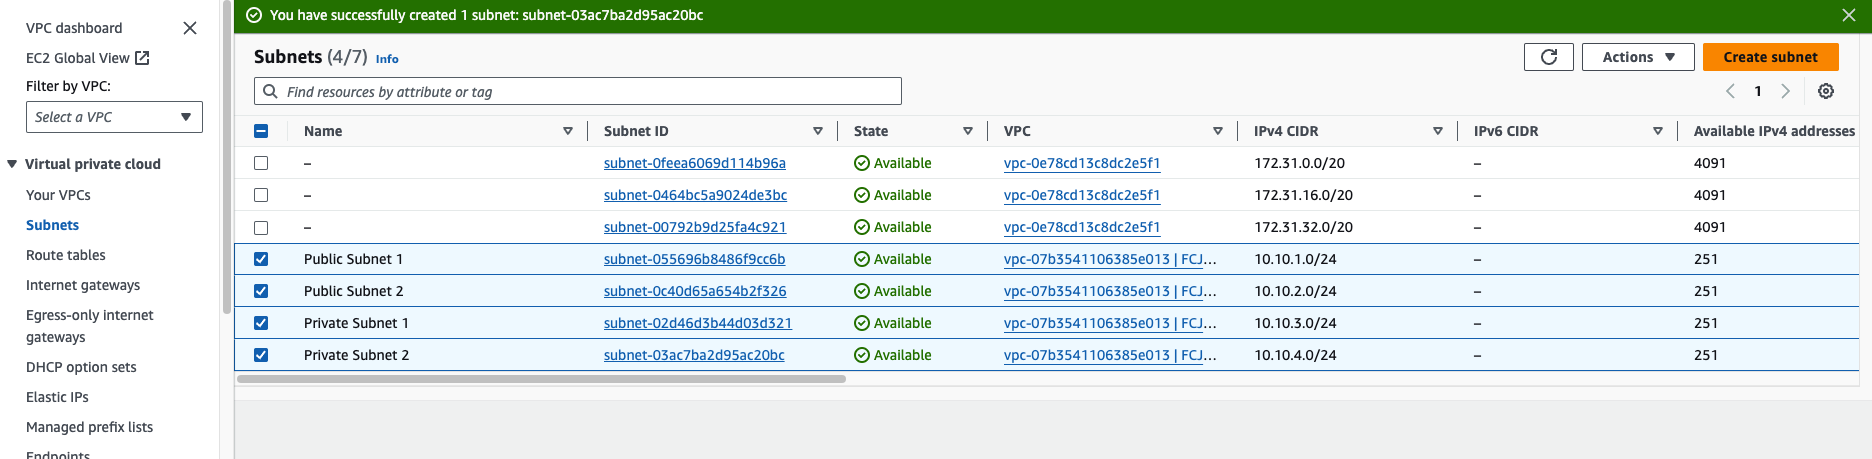 You have successfully created 1 subnet: subnet-03ac7ba2d95ac20bc
VPC dashboard
EC2 Global View
Filter by VPC:
Select a VPC
Virtual private cloud
Your VPCs
Subnets
Route tables
Internet gateways
Egress-only internet
gateways
DHCP option sets
Elastic IPs
Managed prefix lists
Endpoints
Subnets (4/7) Info
Actions
Create subnet
Find resources by attribute or tag
1
Name Subnet ID State VPC IPv4 CIDR IPv6 CIDR Available IPv4 addresses
– subnet-0feea6069d114b96a Available vpc-0e78cd13c8dc2e5f1 172.31.0.0/20 – 4091
– subnet-0464bc5a9024de3bc Available vpc-0e78cd13c8dc2e5f1 172.31.16.0/20 – 4091
– subnet-00792b9d25fa4c921 Available vpc-0e78cd13c8dc2e5f1 172.31.32.0/20 – 4091
Public Subnet 1 subnet-055696b8486f9cc6b Available vpc-07b3541106385e013 | FCJ... 10.10.1.0/24 – 251
Public Subnet 2 subnet-0c40d65a654b2f326 Available vpc-07b3541106385e013 | FCJ... 10.10.2.0/24 – 251
Private Subnet 1 subnet-02d46d3b44d03d321 Available vpc-07b3541106385e013 | FCJ... 10.10.3.0/24 – 251
Private Subnet 2 subnet-03ac7ba2d95ac20bc Available vpc-07b3541106385e013 | FCJ... 10.10.4.0/24 – 251